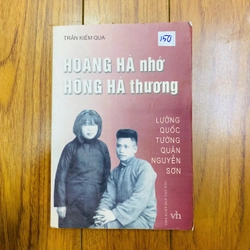 TRẦN KIẾM QUA
150
HOÀNG HÀ nhớ
HỒNG HÀ thương
LƯỠNG
QUỐC
TƯỚNG
QUÂN
NGUYỄN
SƠN
vh